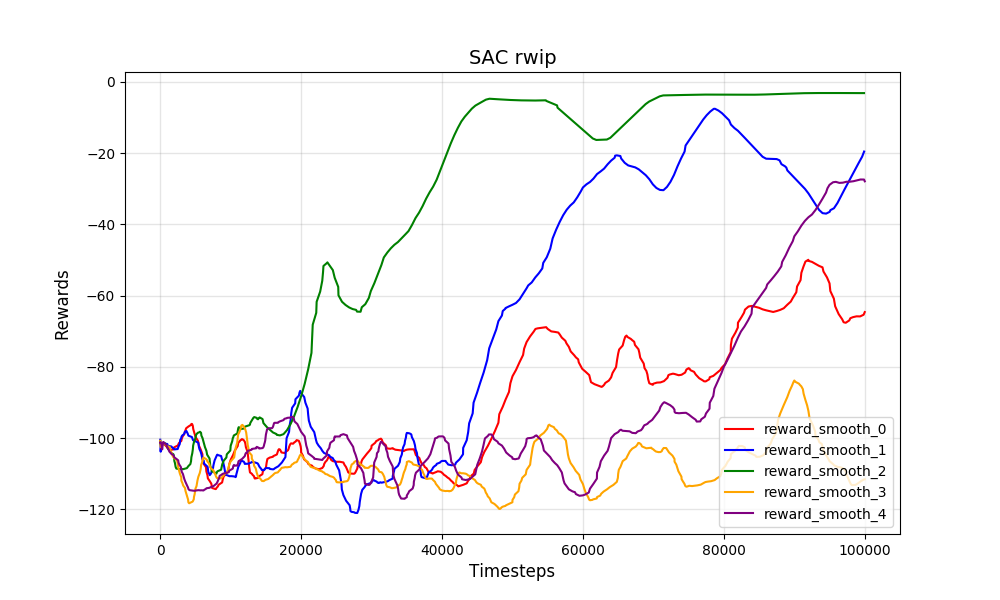 SAC rwip
Rewards
0
−20
−40
−60
−80
−100
−120
0 20000 40000 60000 80000 100000
Timesteps
reward_smooth_0
reward_smooth_1
reward_smooth_2
reward_smooth_3
reward_smooth_4